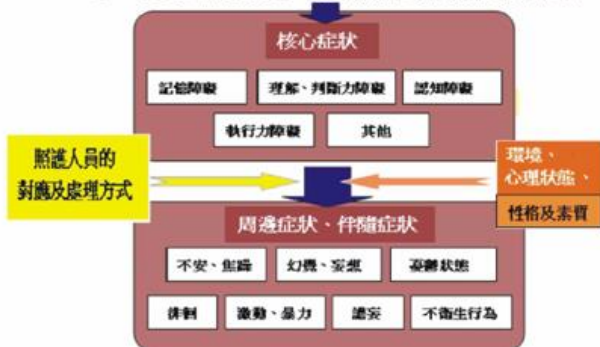 核心症狀
記憶障礙
理解、判斷力障礙
認知障礙
執行力障礙
其他
照護人員的
對應及處理方式
環境、
心理狀態、
性格及素質
周邊症狀、伴隨症狀
不安、焦躁
幻覺、妄想
憂鬱狀態
徘徊
激動、暴力
譫妄
不衛生行為